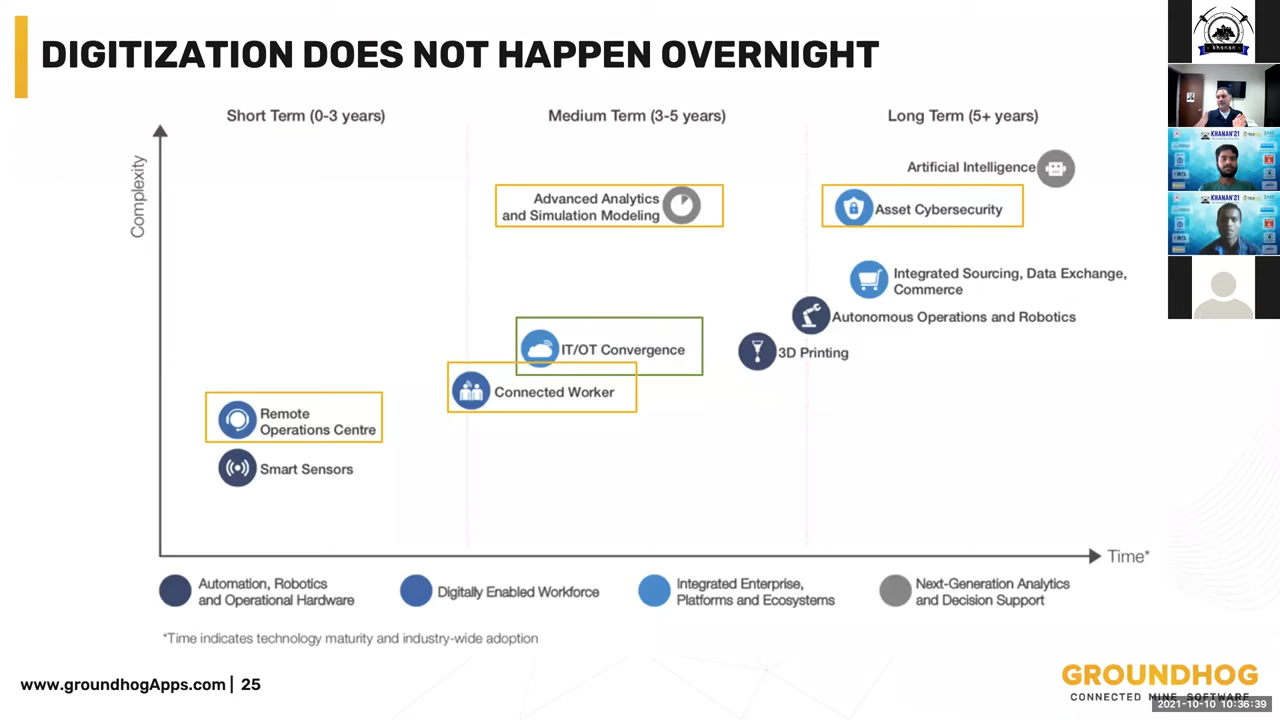 DIGITIZATION DOES NOT HAPPEN OVERNIGHT
Short Term (0-3 years)
Medium Term (3-5 years)
Long Term (5+ years)
Complexity
Artificial Intelligence
Advanced Analytics
and Simulation Modeling
Asset Cybersecurity
Integrated Sourcing, Data Exchange,
Commerce
Autonomous Operations and Robotics
IT/OT Convergence
3D Printing
Connected Worker
Remote
Operations Centre
Smart Sensors
Time*
Automation, Robotics
and Operational Hardware
Digitally Enabled Workforce
Integrated Enterprise,
Platforms and Ecosystems
Next-Generation Analytics
and Decision Support
*Time indicates technology maturity and industry-wide adoption
www.groundhogApps.com | 25
GROUNDHOG
CONNECTED MINE SOFTWARE
2021-10-10 10:36:39
khanan
KHANAN'21
KHANAN'21